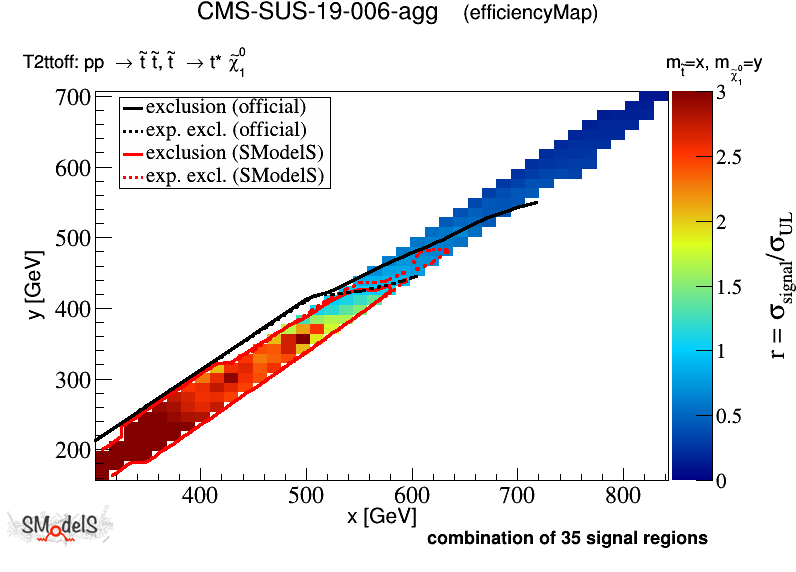 CMS-SUS-19-006-agg (efficiencyMap)
T2ttoff: pp → t̃ t̃, t̃ → t* χ̃₁⁰
m_t̃=x, m_χ̃₁⁰=y
exclusion (official)
exp. excl. (official)
exclusion (SModelS)
exp. excl. (SModelS)
700
600
500
400
300
200
y [GeV]
400 500 600 700 800
x [GeV]
3
2.5
2
1.5
1
0.5
0
r = σ_signal/σ_UL
SModelS
combination of 35 signal regions